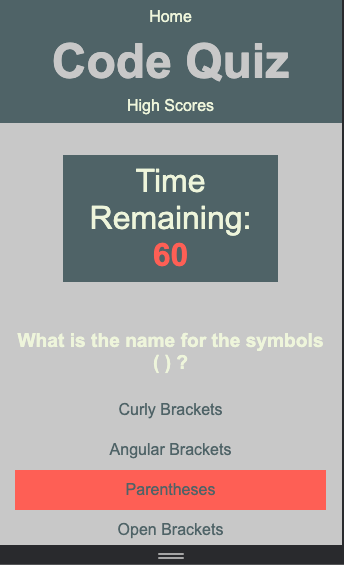 Home
Code Quiz
High Scores
Time
Remaining:
60
What is the name for the symbols
( ) ?
Curly Brackets
Angular Brackets
Parentheses
Open Brackets